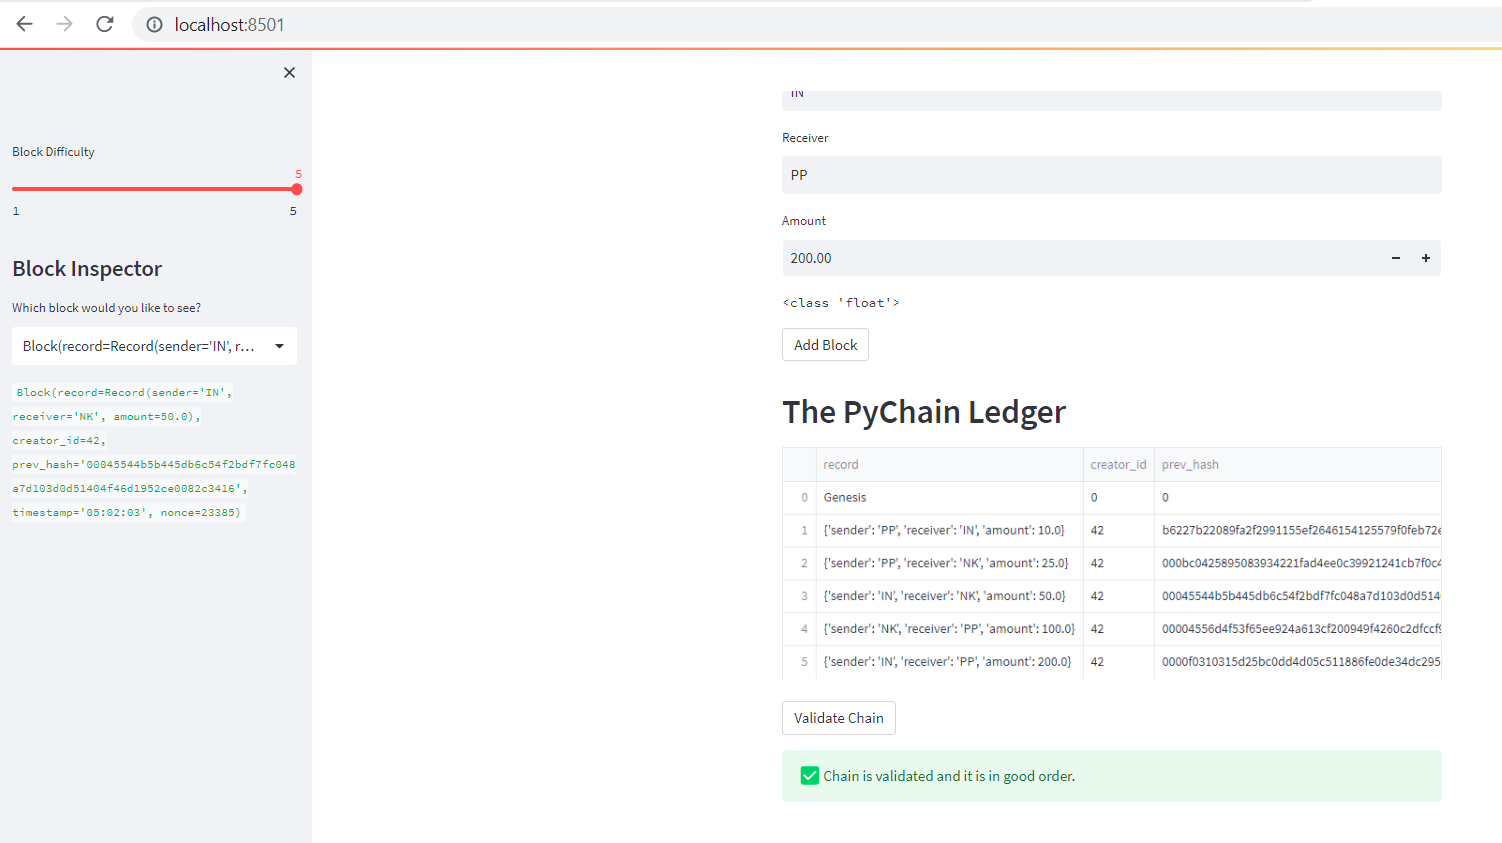 localhost:8501
Block Difficulty
5
1 5
Block Inspector
Which block would you like to see?
Block(record=Record(sender='IN', r...
Block(record=Record(sender='IN',
receiver='NK', amount=50.0),
creator_id=42,
prev_hash='00045544b5b445db6c54f2bdf7fc048
a7d103d0d51404f46d1952ce0082c3416',
timestamp='05:02:03', nonce=23385)
IN
Receiver
PP
Amount
200.00 − +
<class 'float'>
Add Block
The PyChain Ledger
record creator_id prev_hash
0 Genesis 0 0
1 {'sender': 'PP', 'receiver': 'IN', 'amount': 10.0} 42 b6227b22089fa2f2991155ef2646154125579f0feb72e
2 {'sender': 'PP', 'receiver': 'NK', 'amount': 25.0} 42 000bc0425895083934221fad4ee0c39921241cb7f0c4
3 {'sender': 'IN', 'receiver': 'NK', 'amount': 50.0} 42 00045544b5b445db6c54f2bdf7fc048a7d103d0d514
4 {'sender': 'NK', 'receiver': 'PP', 'amount': 100.0} 42 00004556d4f53f65ee924a613cf200949f4260c2dfccf9
5 {'sender': 'IN', 'receiver': 'PP', 'amount': 200.0} 42 0000f0310315d25bc0dd4d05c511886fe0de34dc295
Validate Chain
Chain is validated and it is in good order.